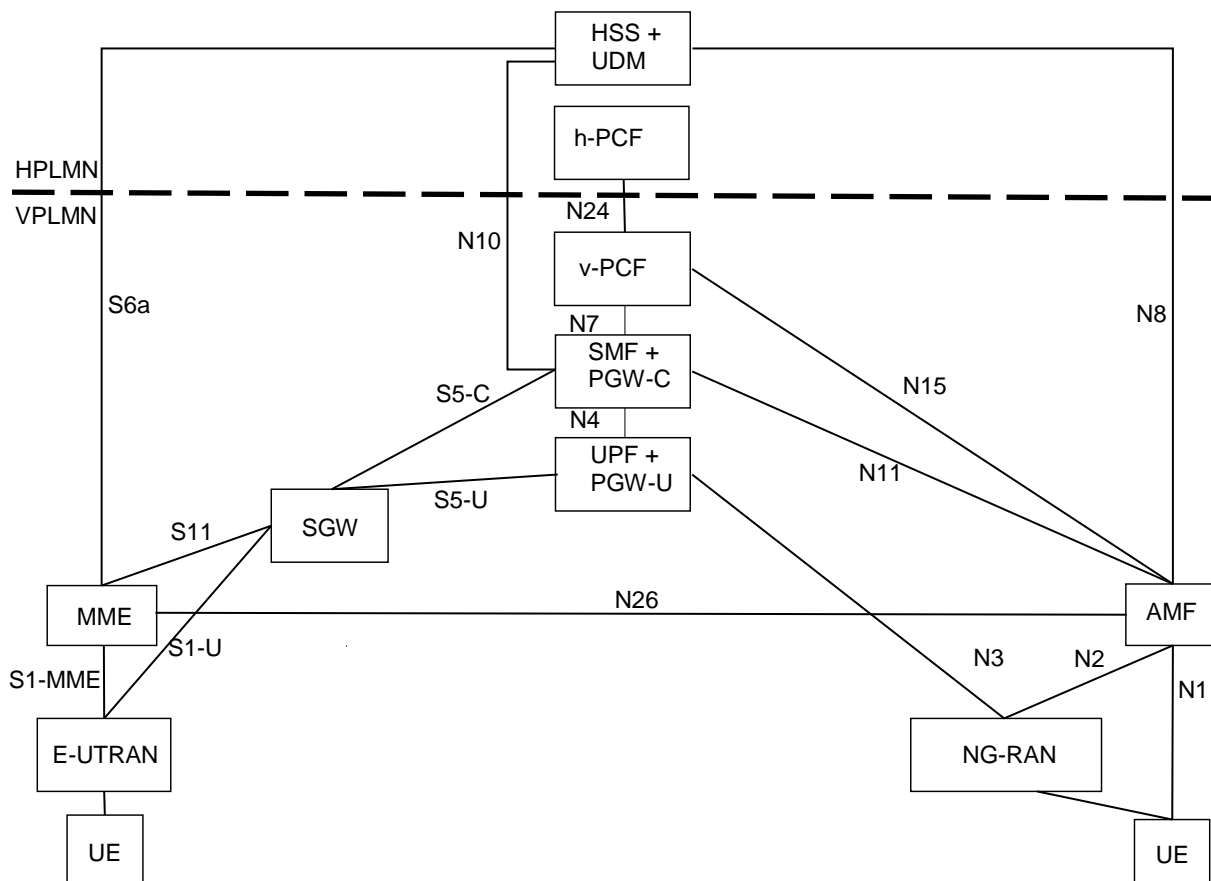 HSS +
UDM
h-PCF
HPLMN
VPLMN
N24
N10
v-PCF
S6a
N8
N7
SMF +
PGW-C
S5-C
N15
N4
UPF +
PGW-U
N11
S5-U
SGW
S11
N26
MME
AMF
S1-U
N3
N2
S1-MME
N1
E-UTRAN
NG-RAN
UE
UE